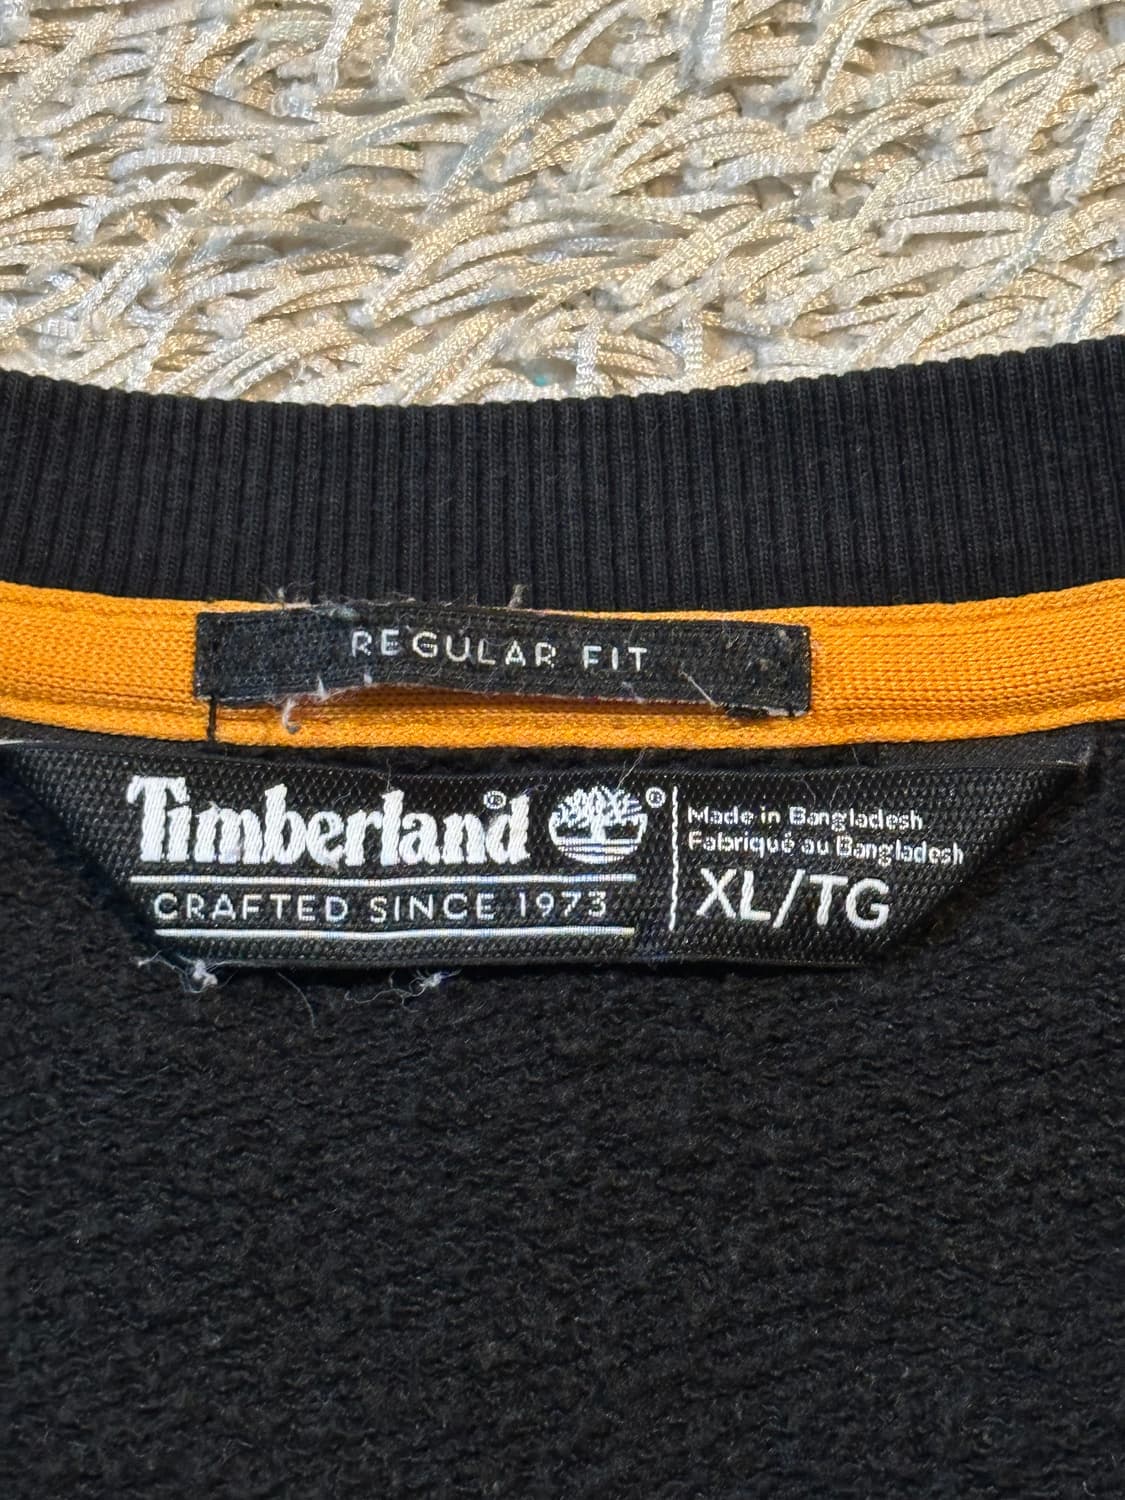 REGULAR FIT
Timberland®
®
CRAFTED SINCE 1973
Made in Bangladesh
Fabriqué au Bangladesh
XL/TG